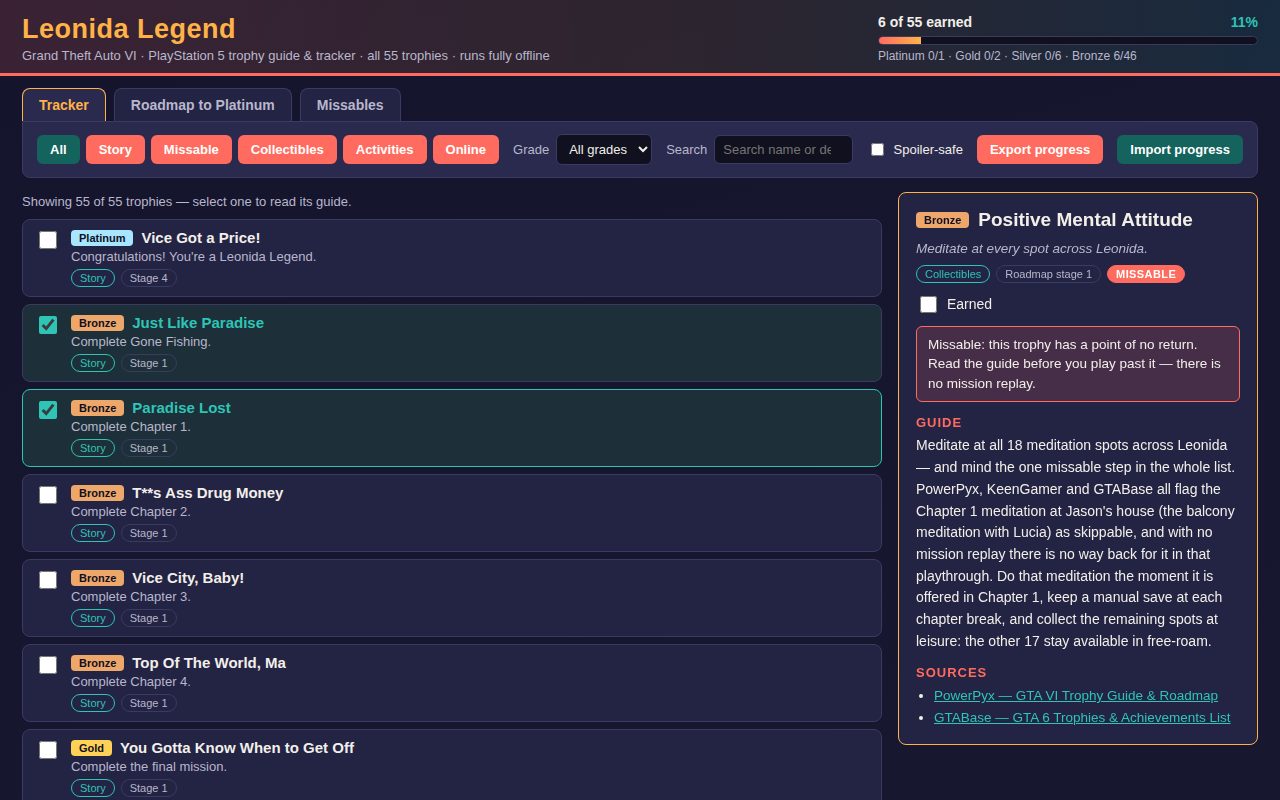 Leonida Legend
Grand Theft Auto VI · PlayStation 5 trophy guide & tracker · all 55 trophies · runs fully offline
6 of 55 earned 11%
Platinum 0/1 · Gold 0/2 · Silver 0/6 · Bronze 6/46
Tracker Roadmap to Platinum Missables
All Story Missable Collectibles Activities Online Grade All grades Search Search name or de Spoiler-safe Export progress Import progress
Showing 55 of 55 trophies — select one to read its guide.
Platinum Vice Got a Price!
Congratulations! You're a Leonida Legend.
Story Stage 4
Bronze Just Like Paradise
Complete Gone Fishing.
Story Stage 1
Bronze Paradise Lost
Complete Chapter 1.
Story Stage 1
Bronze T**s Ass Drug Money
Complete Chapter 2.
Story Stage 1
Bronze Vice City, Baby!
Complete Chapter 3.
Story Stage 1
Bronze Top Of The World, Ma
Complete Chapter 4.
Story Stage 1
Gold You Gotta Know When to Get Off
Complete the final mission.
Story Stage 1
Bronze Positive Mental Attitude
Meditate at every spot across Leonida.
Collectibles Roadmap stage 1 MISSABLE
Earned
Missable: this trophy has a point of no return.
Read the guide before you play past it — there is
no mission replay.
GUIDE
Meditate at all 18 meditation spots across Leonida
— and mind the one missable step in the whole list.
PowerPyx, KeenGamer and GTABase all flag the
Chapter 1 meditation at Jason's house (the balcony
meditation with Lucia) as skippable, and with no
mission replay there is no way back for it in that
playthrough. Do that meditation the moment it is
offered in Chapter 1, keep a manual save at each
chapter break, and collect the remaining spots at
leisure: the other 17 stay available in free-roam.
SOURCES
PowerPyx — GTA VI Trophy Guide & Roadmap
GTABase — GTA 6 Trophies & Achievements List